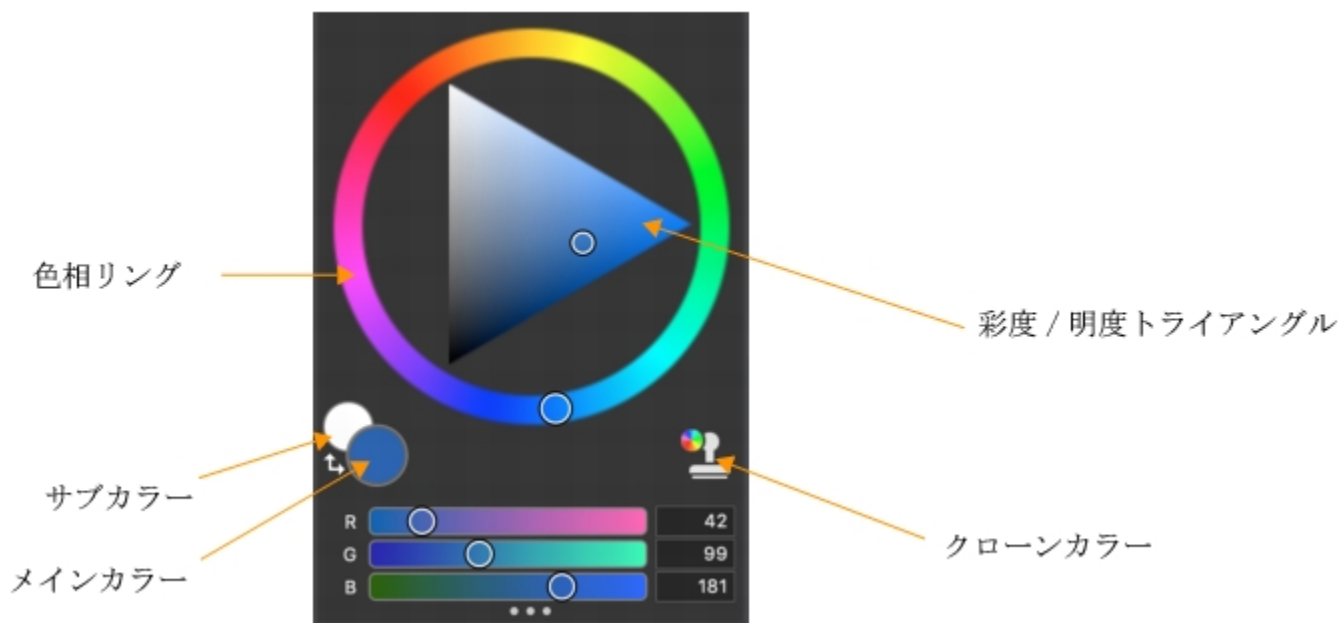 色相リング
彩度 / 明度トライアングル
サブカラー
メインカラー
クローンカラー
R 42
G 99
B 181